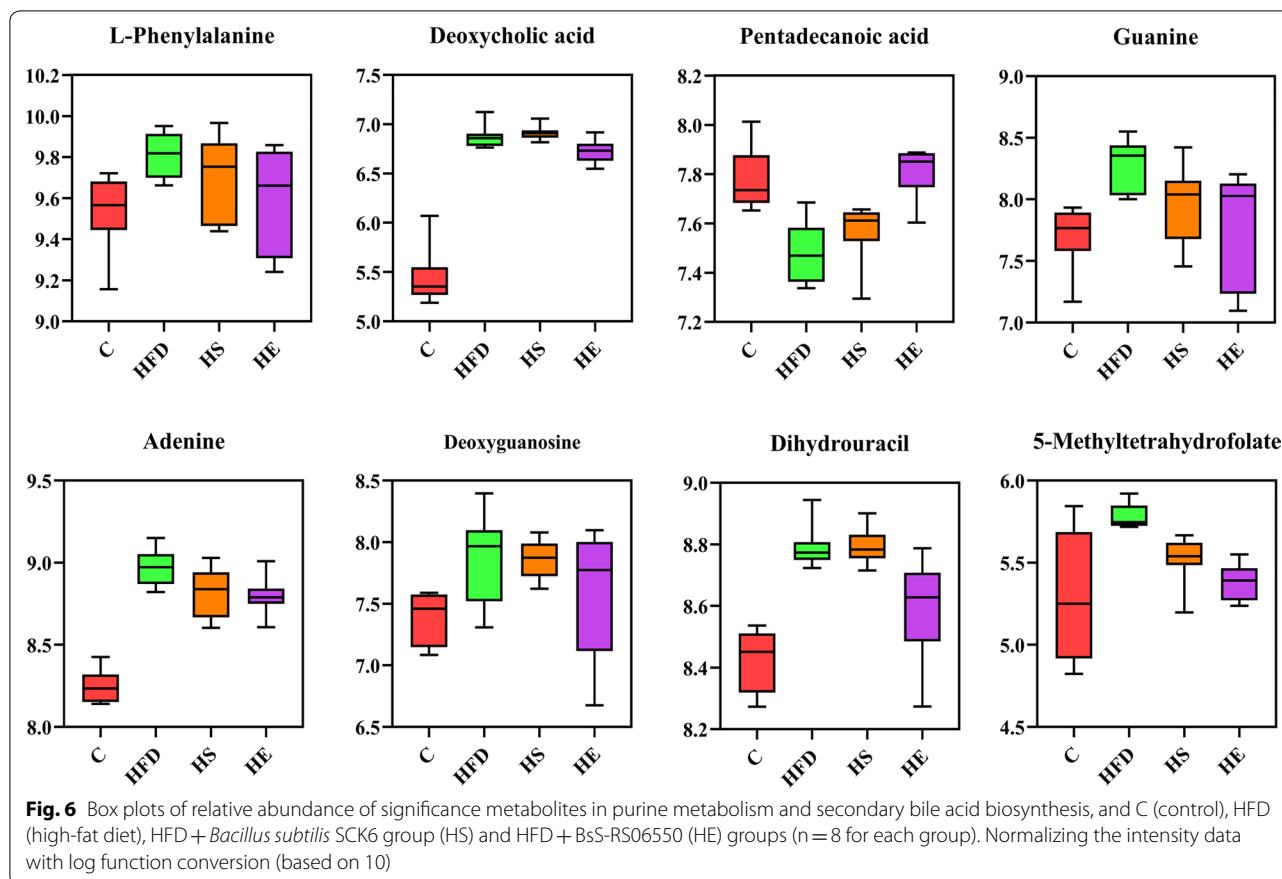 L-Phenylalanine
10.2
10.0
9.8
9.6
9.4
9.2
9.0
C
HFD
HS
HE
Deoxycholic acid
7.5
7.0
6.5
6.0
5.5
5.0
C
HFD
HS
HE
Pentadecanoic acid
8.2
8.0
7.8
7.6
7.4
7.2
C
HFD
HS
HE
Guanine
9.0
8.5
8.0
7.5
7.0
C
HFD
HS
HE
Adenine
9.5
9.0
8.5
8.0
C
HFD
HS
HE
Deoxyguanosine
8.5
8.0
7.5
7.0
6.5
C
HFD
HS
HE
Dihydrouracil
9.0
8.8
8.6
8.4
8.2
C
HFD
HS
HE
5-Methyltetrahydrofolate
6.0
5.5
5.0
4.5
C
HFD
HS
HE
Fig. 6 Box plots of relative abundance of significance metabolites in purine metabolism and secondary bile acid biosynthesis, and C (control), HFD
(high-fat diet), HFD + Bacillus subtilis SCK6 group (HS) and HFD + BsS-RS06550 (HE) groups (n = 8 for each group). Normalizing the intensity data
with log function conversion (based on 10)